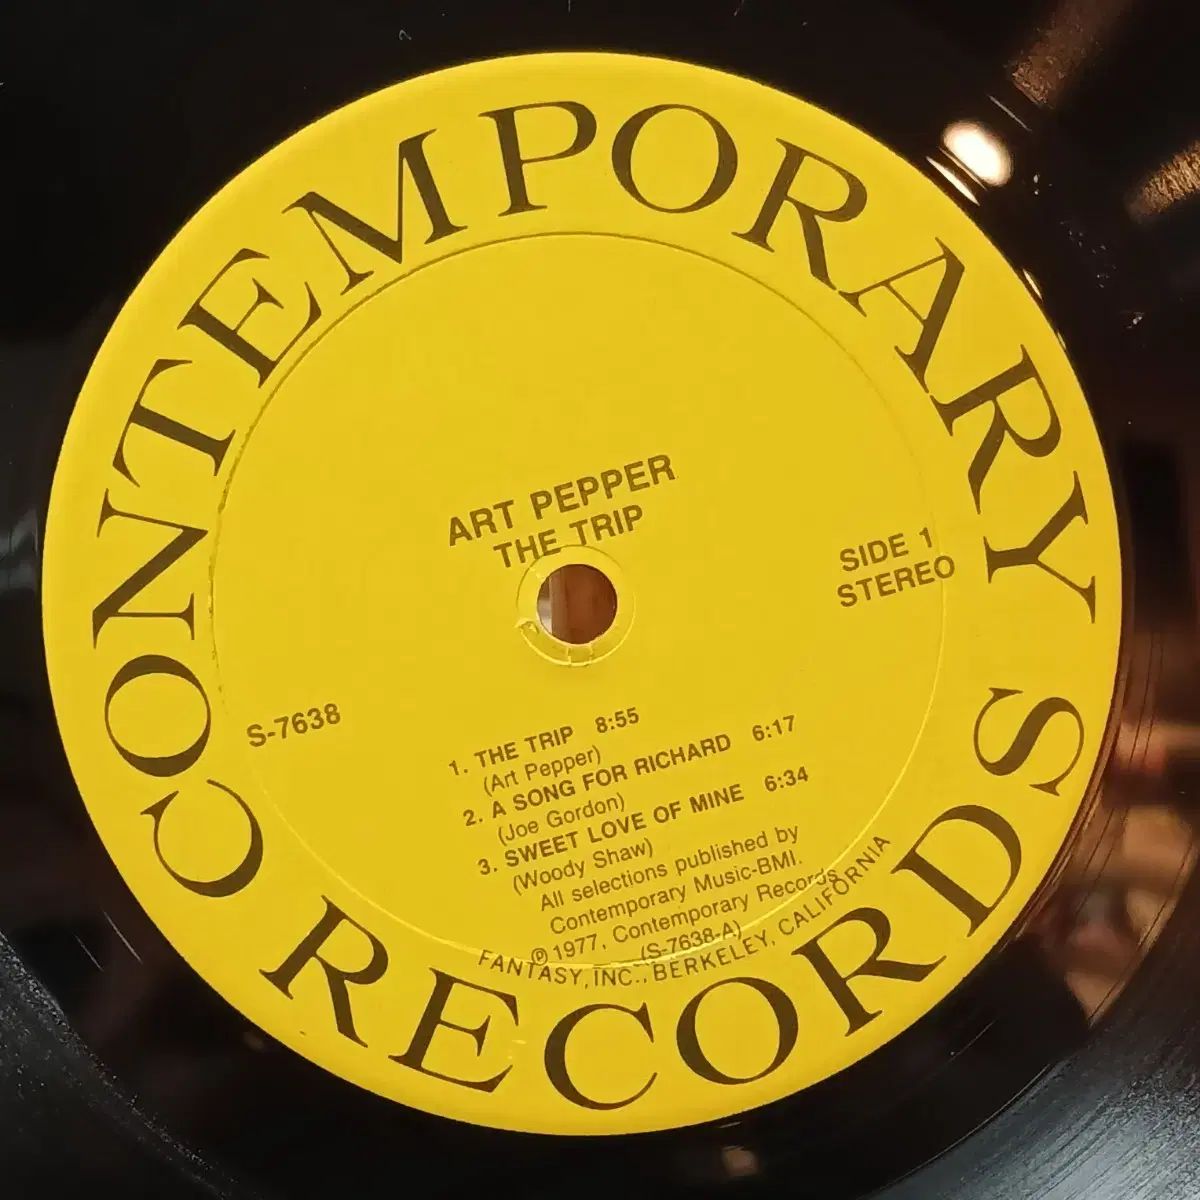 CONTEMPORARY RECORDS
ART PEPPER
THE TRIP
SIDE 1
STEREO
S-7638
1. THE TRIP 8:55
(Art Pepper)
2. A SONG FOR RICHARD 6:17
(Joe Gordon)
3. SWEET LOVE OF MINE 6:34
(Woody Shaw)
All selections published by
Contemporary Music-BMI.
℗ 1977, Contemporary Records
(S-7638-A)
FANTASY, INC., BERKELEY, CALIFORNIA